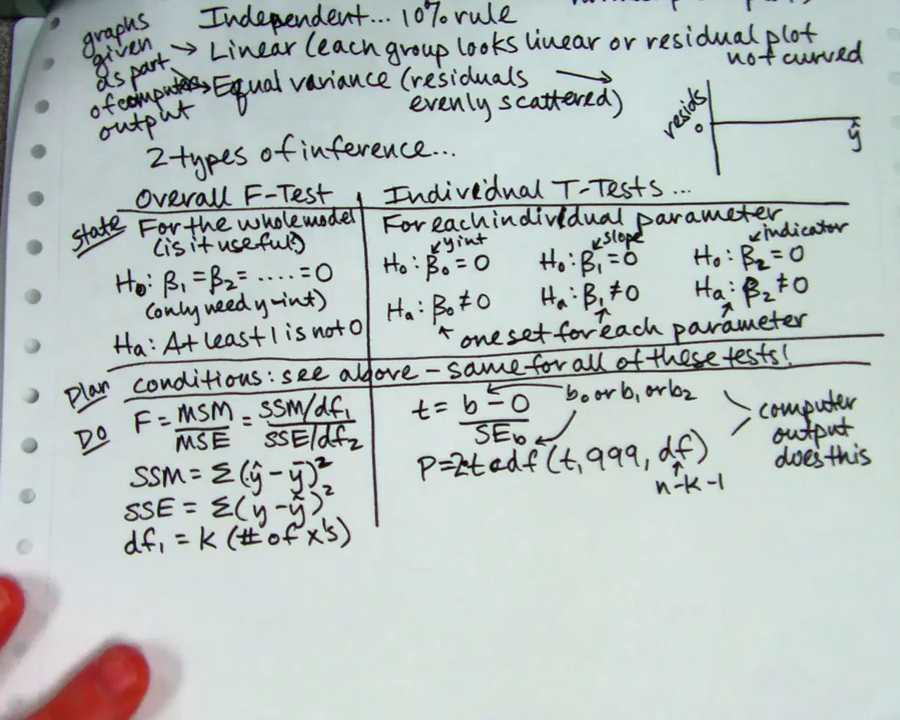 Independent... 10% rule
graphs
given
as part
of computer
output
→ Linear (each group looks linear or residual plot
not curved
→ Equal variance (residuals →
evenly scattered)
resids
0
ŷ
2 types of inference...
Overall F-Test
Individual T-Tests...
State
For the whole model
(is it useful)
H₀: β₁ = β₂ = ..... = 0
(only need y-int)
Ha: At least 1 is not 0
For each individual parameter
y int
slope
indicator
H₀: β₀ = 0
H₀: β₁ = 0
H₀: β₂ = 0
Ha: β₀ ≠ 0
Ha: β₁ ≠ 0
Ha: β₂ ≠ 0
one set for each parameter
Plan
conditions: see above - same for all of these tests!
Do
F = MSM/MSE = SSM/df₁ / SSE/df₂
SSM = Σ(ŷ - ȳ)²
SSE = Σ(y - ŷ)²
df₁ = k (# of x's)
t = b - 0 / SE_b
b₀ or b₁ or b₂
P = 2tcdf(t, 999, df)
n-k-1
computer
output
does this